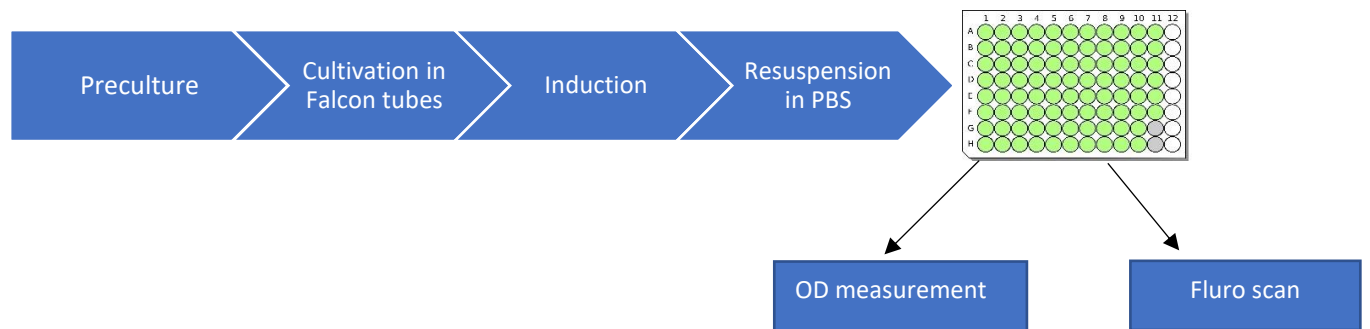 Preculture
Cultivation in
Falcon tubes
Induction
Resuspension
in PBS
1 2 3 4 5 6 7 8 9 10 11 12
A
B
C
D
E
F
G
H
OD measurement
Fluro scan